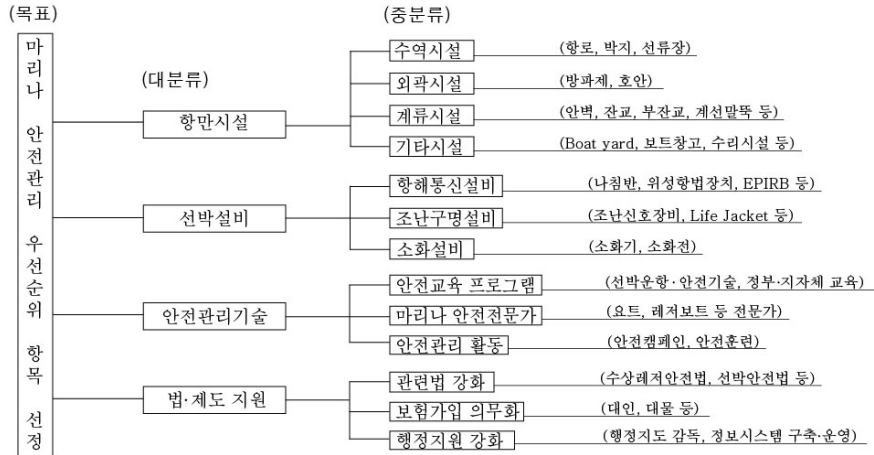 (목표)
(중분류)
(대분류)
마리나 안전관리 우선순위 항목 선정
항만시설
수역시설 (항로, 박지, 선류장)
외곽시설 (방파제, 호안)
계류시설 (안벽, 잔교, 부잔교, 계선말뚝 등)
기타시설 (Boat yard, 보트창고, 수리시설 등)
선박설비
항해통신설비 (나침반, 위성항법장치, EPIRB 등)
조난구명설비 (조난신호장비, Life Jacket 등)
소화설비 (소화기, 소화전)
안전관리기술
안전교육 프로그램 (선박운항·안전기술, 정부·지자체 교육)
마리나 안전전문가 (요트, 레저보트 등 전문가)
안전관리 활동 (안전캠페인, 안전훈련)
법·제도 지원
관련법 강화 (수상레저안전법, 선박안전법 등)
보험가입 의무화 (대인, 대물 등)
행정지원 강화 (행정지도 감독, 정보시스템 구축·운영)